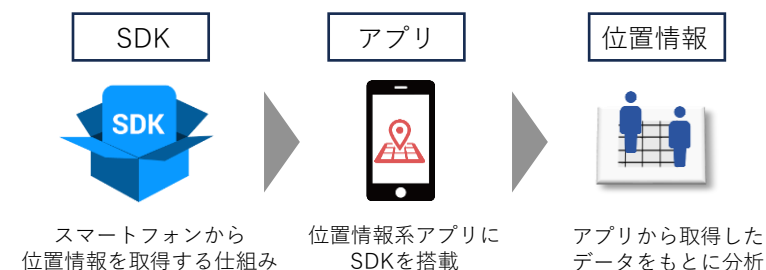 SDK
アプリ
位置情報
SDK
スマートフォンから
位置情報を取得する仕組み
位置情報系アプリに
SDKを搭載
アプリから取得した
データをもとに分析